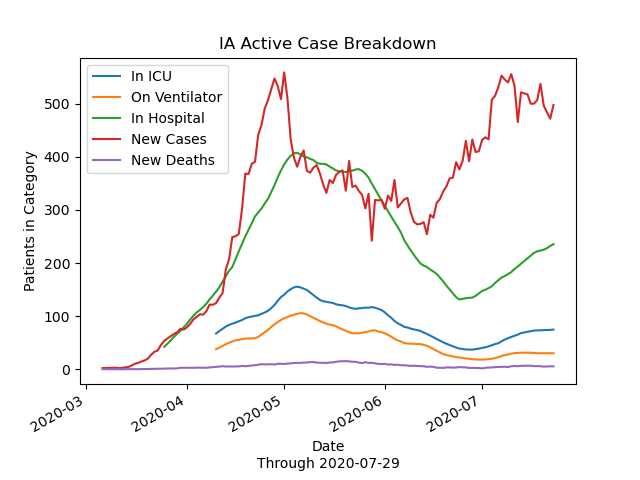 IA Active Case Breakdown
In ICU
On Ventilator
In Hospital
New Cases
New Deaths
Patients in Category
500
400
300
200
100
0
2020-03
2020-04
2020-05
2020-06
2020-07
Date
Through 2020-07-29